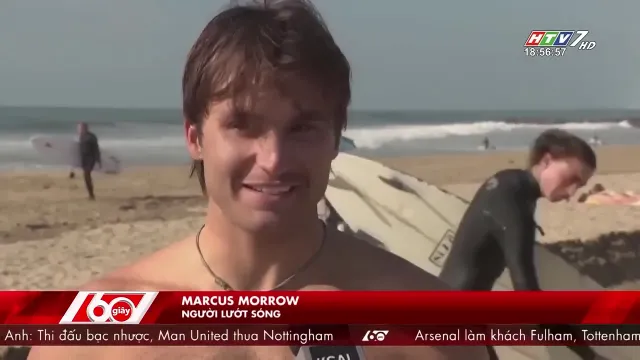 HTV7 HD
18:56:57
MARCUS MORROW
60 giây
NGƯỜI LƯỚT SÓNG
Anh: Thi đấu bạc nhược, Man United thua Nottingham 60 Arsenal làm khách Fulham, Tottenham